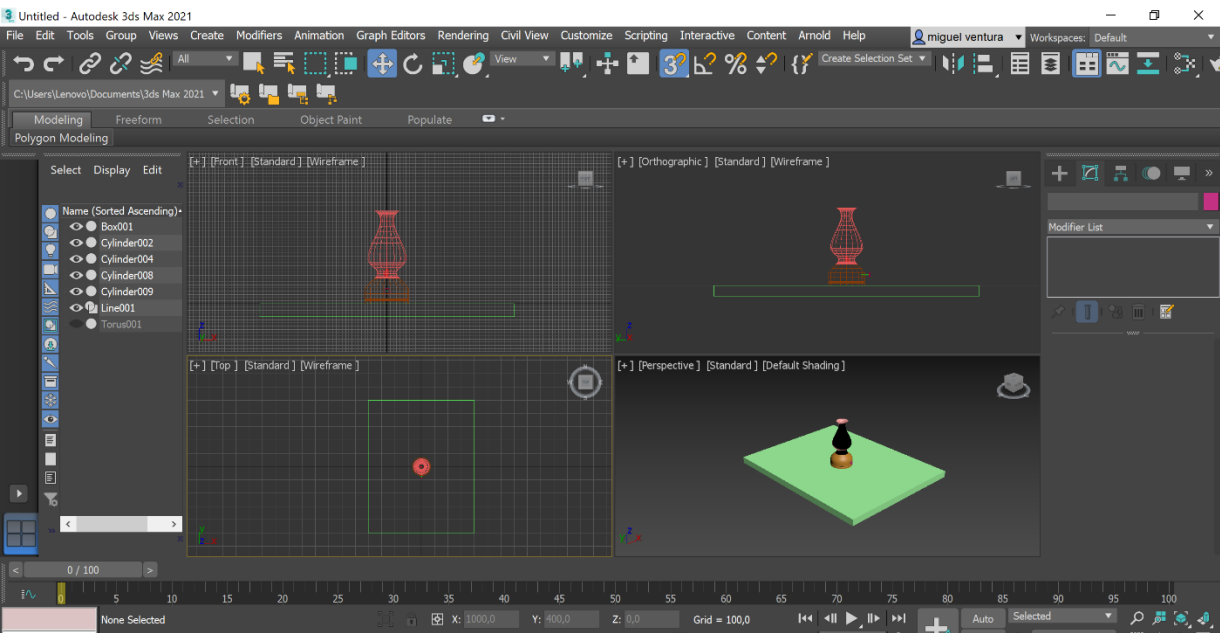 Untitled - Autodesk 3ds Max 2021
File Edit Tools Group Views Create Modifiers Animation Graph Editors Rendering Civil View Customize Scripting Interactive Content Arnold Help miguel ventura Workspaces: Default
All View Create Selection Set
C:\Users\Lenovo\Documents\3ds Max 2021
Modeling Freeform Selection Object Paint Populate
Polygon Modeling
Select Display Edit
Name (Sorted Ascending)
Box001
Cylinder002
Cylinder004
Cylinder008
Cylinder009
Line001
Torus001
[+] [Front ] [Standard ] [Wireframe ]
[+] [Orthographic ] [Standard ] [Wireframe ]
[+] [Top ] [Standard ] [Wireframe ]
[+] [Perspective ] [Standard ] [Default Shading ]
Modifier List
0 / 100
0 5 10 15 20 25 30 35 40 45 50 55 60 65 70 75 80 85 90 95 100
None Selected X: 1000,0 Y: 400,0 Z: 0,0 Grid = 100,0 Auto Selected